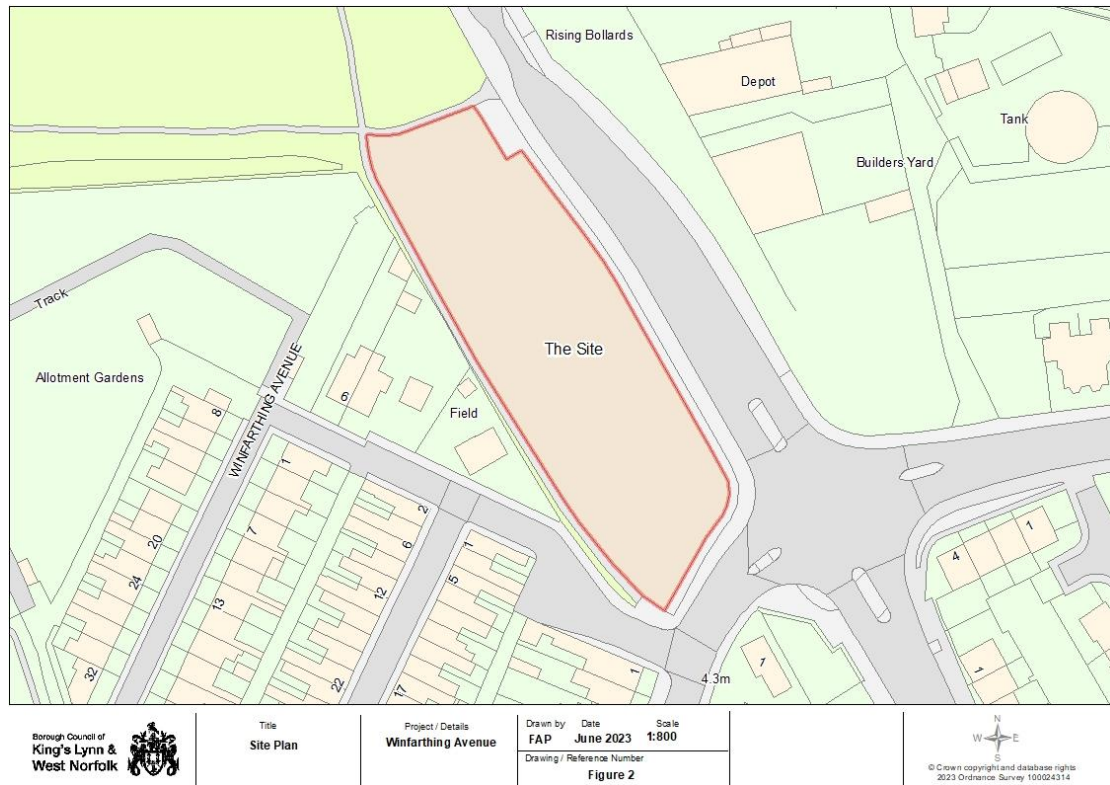 Rising Bollards
Depot
Tank
Builders Yard
Track
The Site
WINFARTHING AVENUE
Allotment Gardens
6
Field
8
1
2
7
1
6
20
5
24
12
13
32
22
17
1
4
1
1
1
4.3m
Borough Council of
King's Lynn &
West Norfolk
Title
Site Plan
Project / Details
Winfarthing Avenue
Drawn by Date Scale
FAP June 2023 1:800
Drawing / Reference Number
Figure 2
N
W E
S
© Crown copyright and database rights
2023 Ordnance Survey 100024314